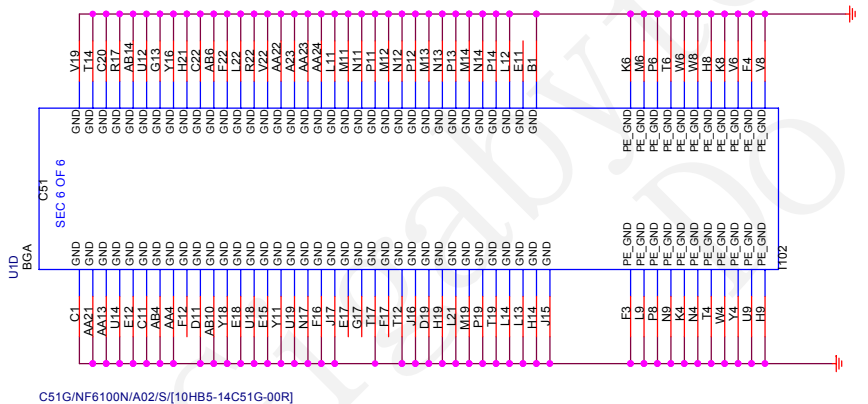 V19 T14 C20 R17 AB14 U12 G13 Y16 H21 C22 AB6 F22 L22 R22 V22 AA22 A23 AA23 AA24 L11 M11 N11 P11 M12 N12 P12 M13 N13 P13 M14 N14 P14 L12 E11 B1 K6 M6 P6 T6 W6 W8 H8 K8 V6 F4 V8
GND GND GND GND GND GND GND GND GND GND GND GND GND GND GND GND GND GND GND GND GND GND GND GND GND GND GND GND GND GND GND GND GND GND GND PE_GND PE_GND PE_GND PE_GND PE_GND PE_GND PE_GND PE_GND PE_GND PE_GND PE_GND
C51
SEC 6 OF 6
U1D
BGA
GND GND GND GND GND GND GND GND GND GND GND GND GND GND GND GND GND GND GND GND GND GND GND GND GND GND GND GND GND GND GND GND GND GND GND GND PE_GND PE_GND PE_GND PE_GND PE_GND PE_GND PE_GND PE_GND PE_GND PE_GND PE_GND
I102
C1 AA21 AA13 U14 E12 C11 AB4 AA4 F12 D11 AB10 Y18 E18 U18 E15 Y11 U19 N17 F16 J17 E17 G17 T17 F17 T12 J16 D19 H19 L21 M19 P19 T19 L14 L13 H14 J15 F3 L9 P8 N9 K4 N4 T4 W4 Y4 U9 H9
C51G/NF6100N/A02/S/[10HB5-14C51G-00R]
Gigabyte
Do